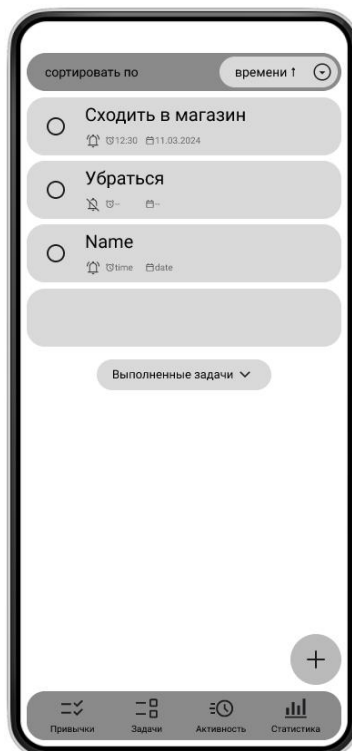 сортировать по времени ↑
Сходить в магазин
12:30 11.03.2024
Убраться
– –
Name
time date
Выполненные задачи
+
Привычки Задачи Активность Статистика